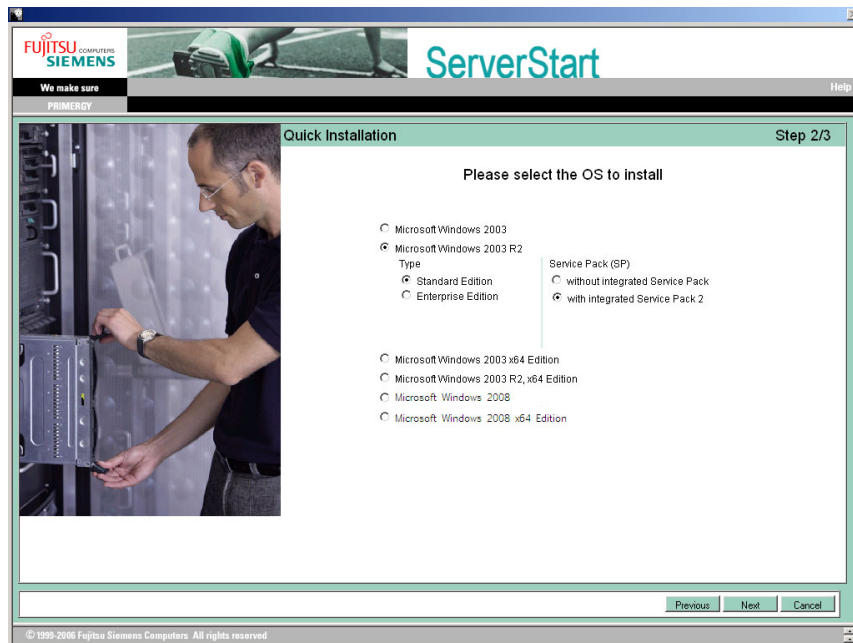 FUJITSU COMPUTERS
SIEMENS
ServerStart
We make sure
Help
PRIMERGY
Quick Installation
Step 2/3
Please select the OS to install
Microsoft Windows 2003
Microsoft Windows 2003 R2
Type
Service Pack (SP)
Standard Edition
without integrated Service Pack
Enterprise Edition
with integrated Service Pack 2
Microsoft Windows 2003 x64 Edition
Microsoft Windows 2003 R2, x64 Edition
Microsoft Windows 2008
Microsoft Windows 2008 x64 Edition
Previous
Next
Cancel
© 1999-2006 Fujitsu Siemens Computers All rights reserved